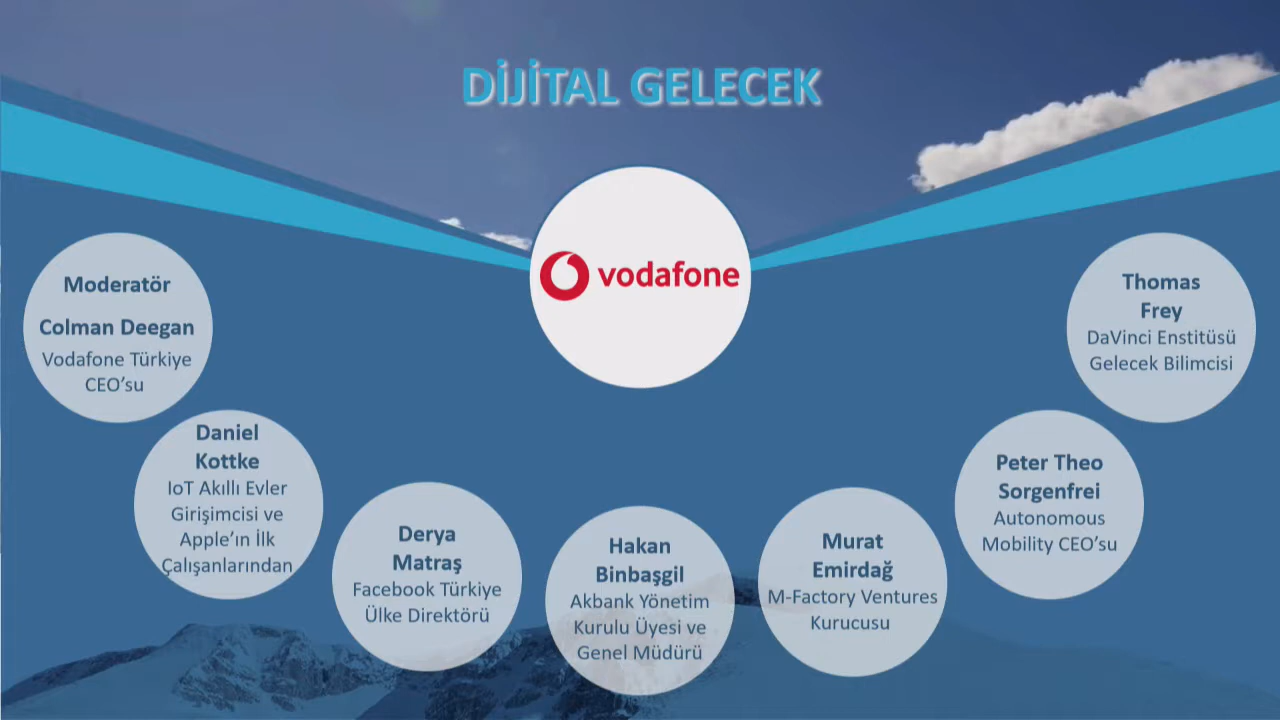 DİJİTAL GELECEK
vodafone
Moderatör
Colman Deegan
Vodafone Türkiye
CEO’su
Daniel
Kottke
IoT Akıllı Evler
Girişimcisi ve
Apple’ın İlk
Çalışanlarından
Derya
Matraş
Facebook Türkiye
Ülke Direktörü
Hakan
Binbaşgil
Akbank Yönetim
Kurulu Üyesi ve
Genel Müdürü
Murat
Emirdağ
M-Factory Ventures
Kurucusu
Peter Theo
Sorgenfrei
Autonomous
Mobility CEO’su
Thomas
Frey
DaVinci Enstitüsü
Gelecek Bilimcisi